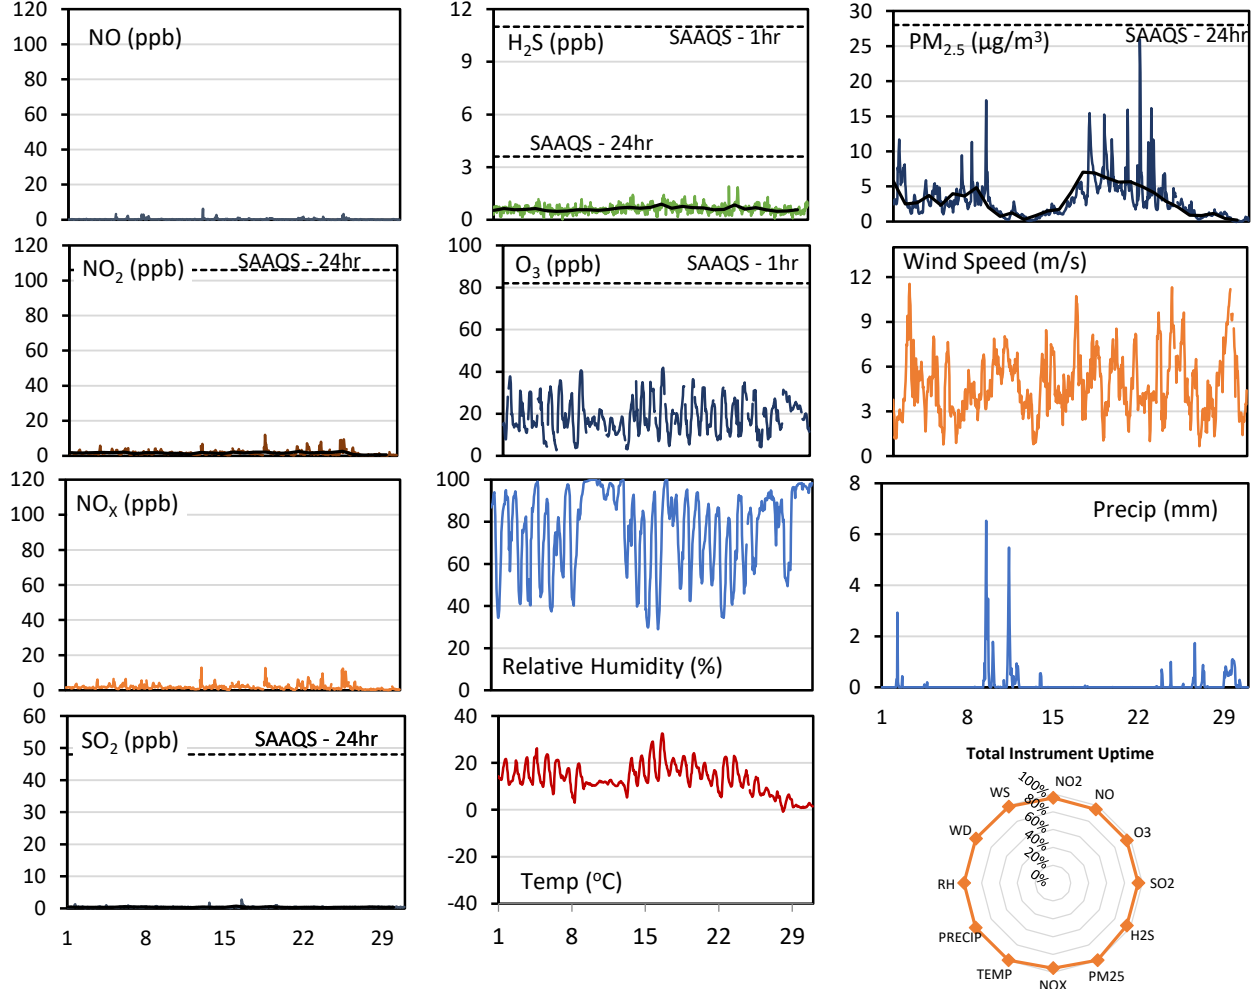 NO (ppb)
120
100
80
60
40
20
0
H2S (ppb)
SAAQS - 1hr
SAAQS - 24hr
12
9
6
3
0
PM2.5 (µg/m³)
SAAQS - 24hr
30
25
20
15
10
5
0
NO2 (ppb)
SAAQS - 24hr
120
100
80
60
40
20
0
O3 (ppb)
SAAQS - 1hr
100
80
60
40
20
0
Wind Speed (m/s)
12
9
6
3
0
NOX (ppb)
120
100
80
60
40
20
0
100
80
60
40
20
0
Relative Humidity (%)
Precip (mm)
8
6
4
2
0
1 8 15 22 29
SO2 (ppb)
SAAQS - 24hr
60
50
40
30
20
10
0
1 8 15 22 29
40
20
0
-20
-40
Temp (oC)
1 8 15 22 29
Total Instrument Uptime
100%
80%
60%
40%
20%
0%
NO2
NO
O3
SO2
H2S
PM25
NOX
TEMP
PRECIP
RH
WD
WS